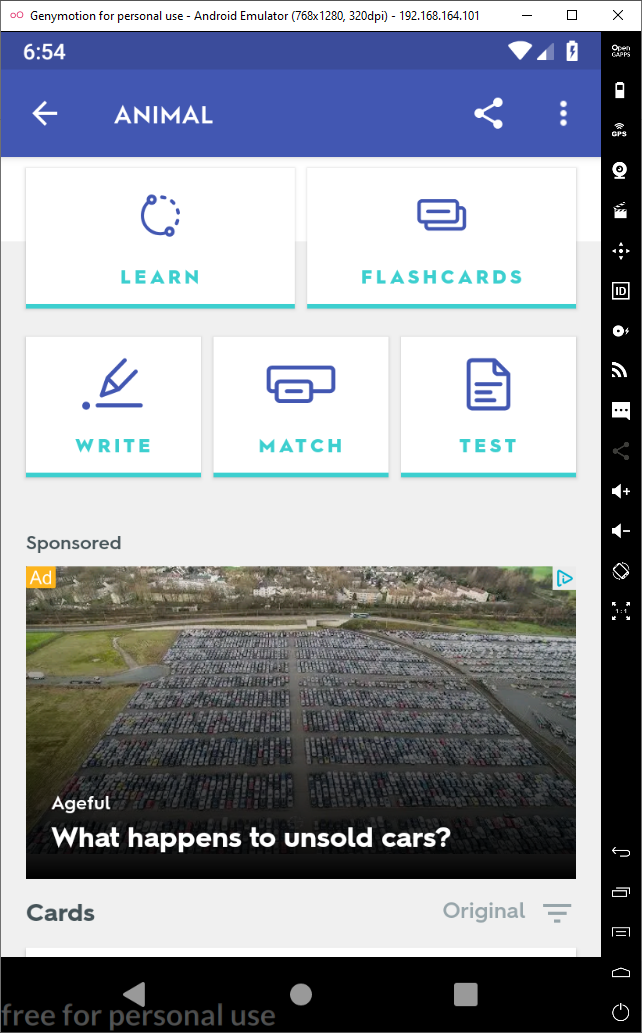 Genymotion for personal use - Android Emulator (768x1280, 320dpi) - 192.168.164.101
6:54
Open
GAPPS
ANIMAL
GPS
LEARN
FLASHCARDS
ID
WRITE
MATCH
TEST
Sponsored
Ad
1:1
Ageful
What happens to unsold cars?
Cards
Original
free for personal use